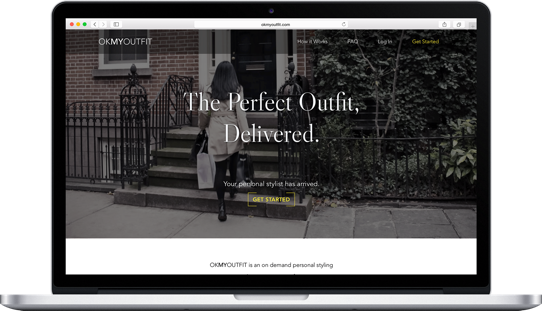 okmyoutfit.com
OKMYOUTFIT
How it Works
FAQ
Log In
Get Started
The Perfect Outfit,
Delivered.
Your personal stylist has arrived.
GET STARTED
OKMYOUTFIT is an on demand personal styling